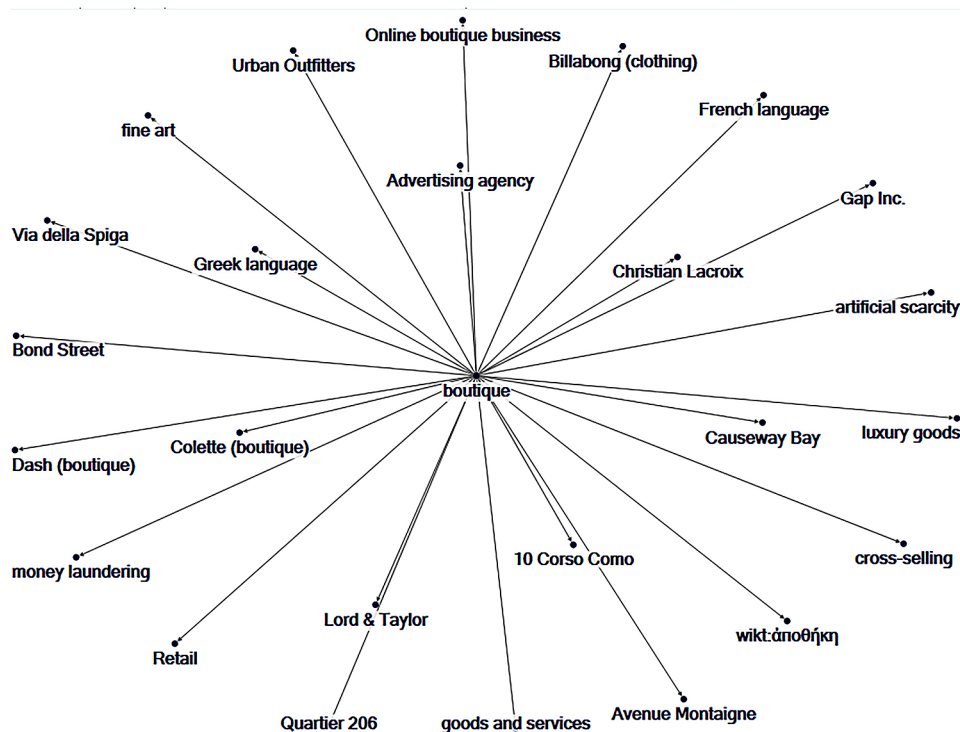 Online boutique business
Urban Outfitters
Billabong (clothing)
French language
fine art
Advertising agency
Gap Inc.
Via della Spiga
Greek language
Christian Lacroix
artificial scarcity
Bond Street
boutique
Causeway Bay
luxury goods
Colette (boutique)
Dash (boutique)
10 Corso Como
cross-selling
money laundering
Lord & Taylor
wikt:ἀποθήκη
Retail
Avenue Montaigne
Quartier 206
goods and services